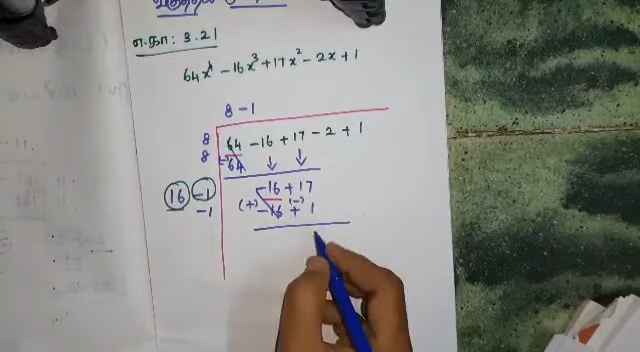 எ.நா : 3.21
64x⁴ - 16x³ + 17x² - 2x + 1
8 - 1
8 64 - 16 + 17 - 2 + 1
8 (-) 64
16 -1 -16 + 17
-1 (+) -16 (-) + 1